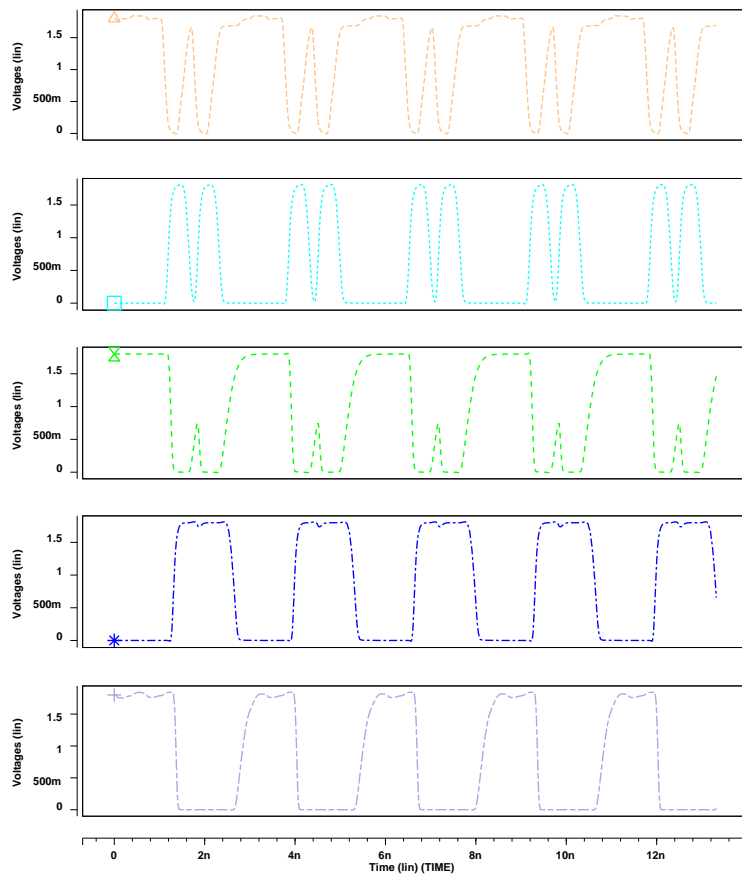 Voltages (lin)
1.5
1
500m
0
Voltages (lin)
1.5
1
500m
0
Voltages (lin)
1.5
1
500m
0
Voltages (lin)
1.5
1
500m
0
Voltages (lin)
1.5
1
500m
0
0 2n 4n 6n 8n 10n 12n
Time (lin) (TIME)